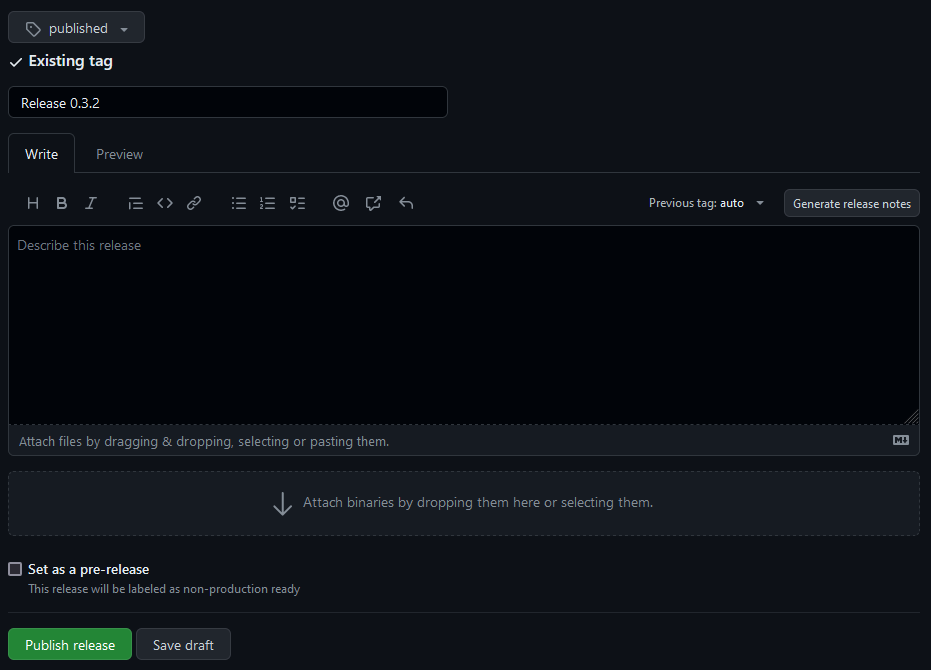 published
Existing tag
Release 0.3.2
Write Preview
H B I @ Previous tag: auto Generate release notes
Describe this release
Attach files by dragging & dropping, selecting or pasting them. M↓
Attach binaries by dropping them here or selecting them.
Set as a pre-release
This release will be labeled as non-production ready
Publish release Save draft